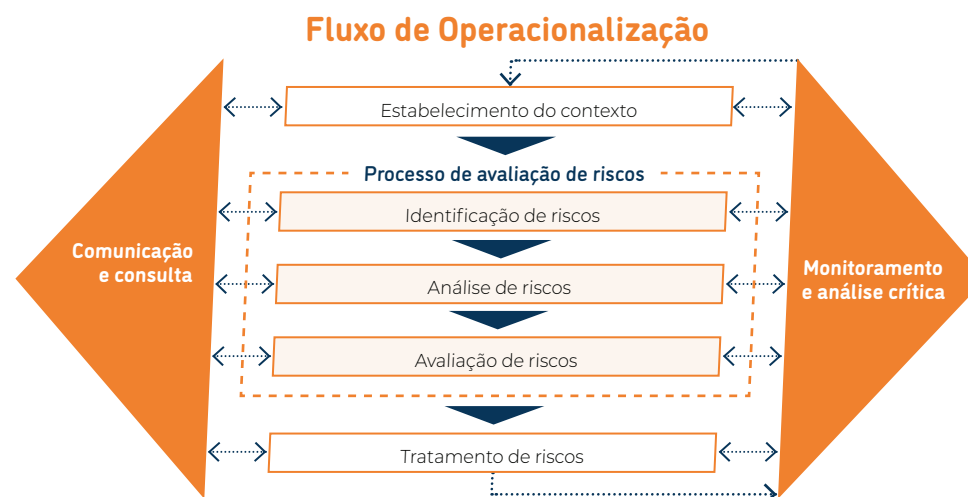 Fluxo de Operacionalização
Estabelecimento do contexto
Processo de avaliação de riscos
Identificação de riscos
Comunicação
e consulta
Análise de riscos
Monitoramento
e análise crítica
Avaliação de riscos
Tratamento de riscos